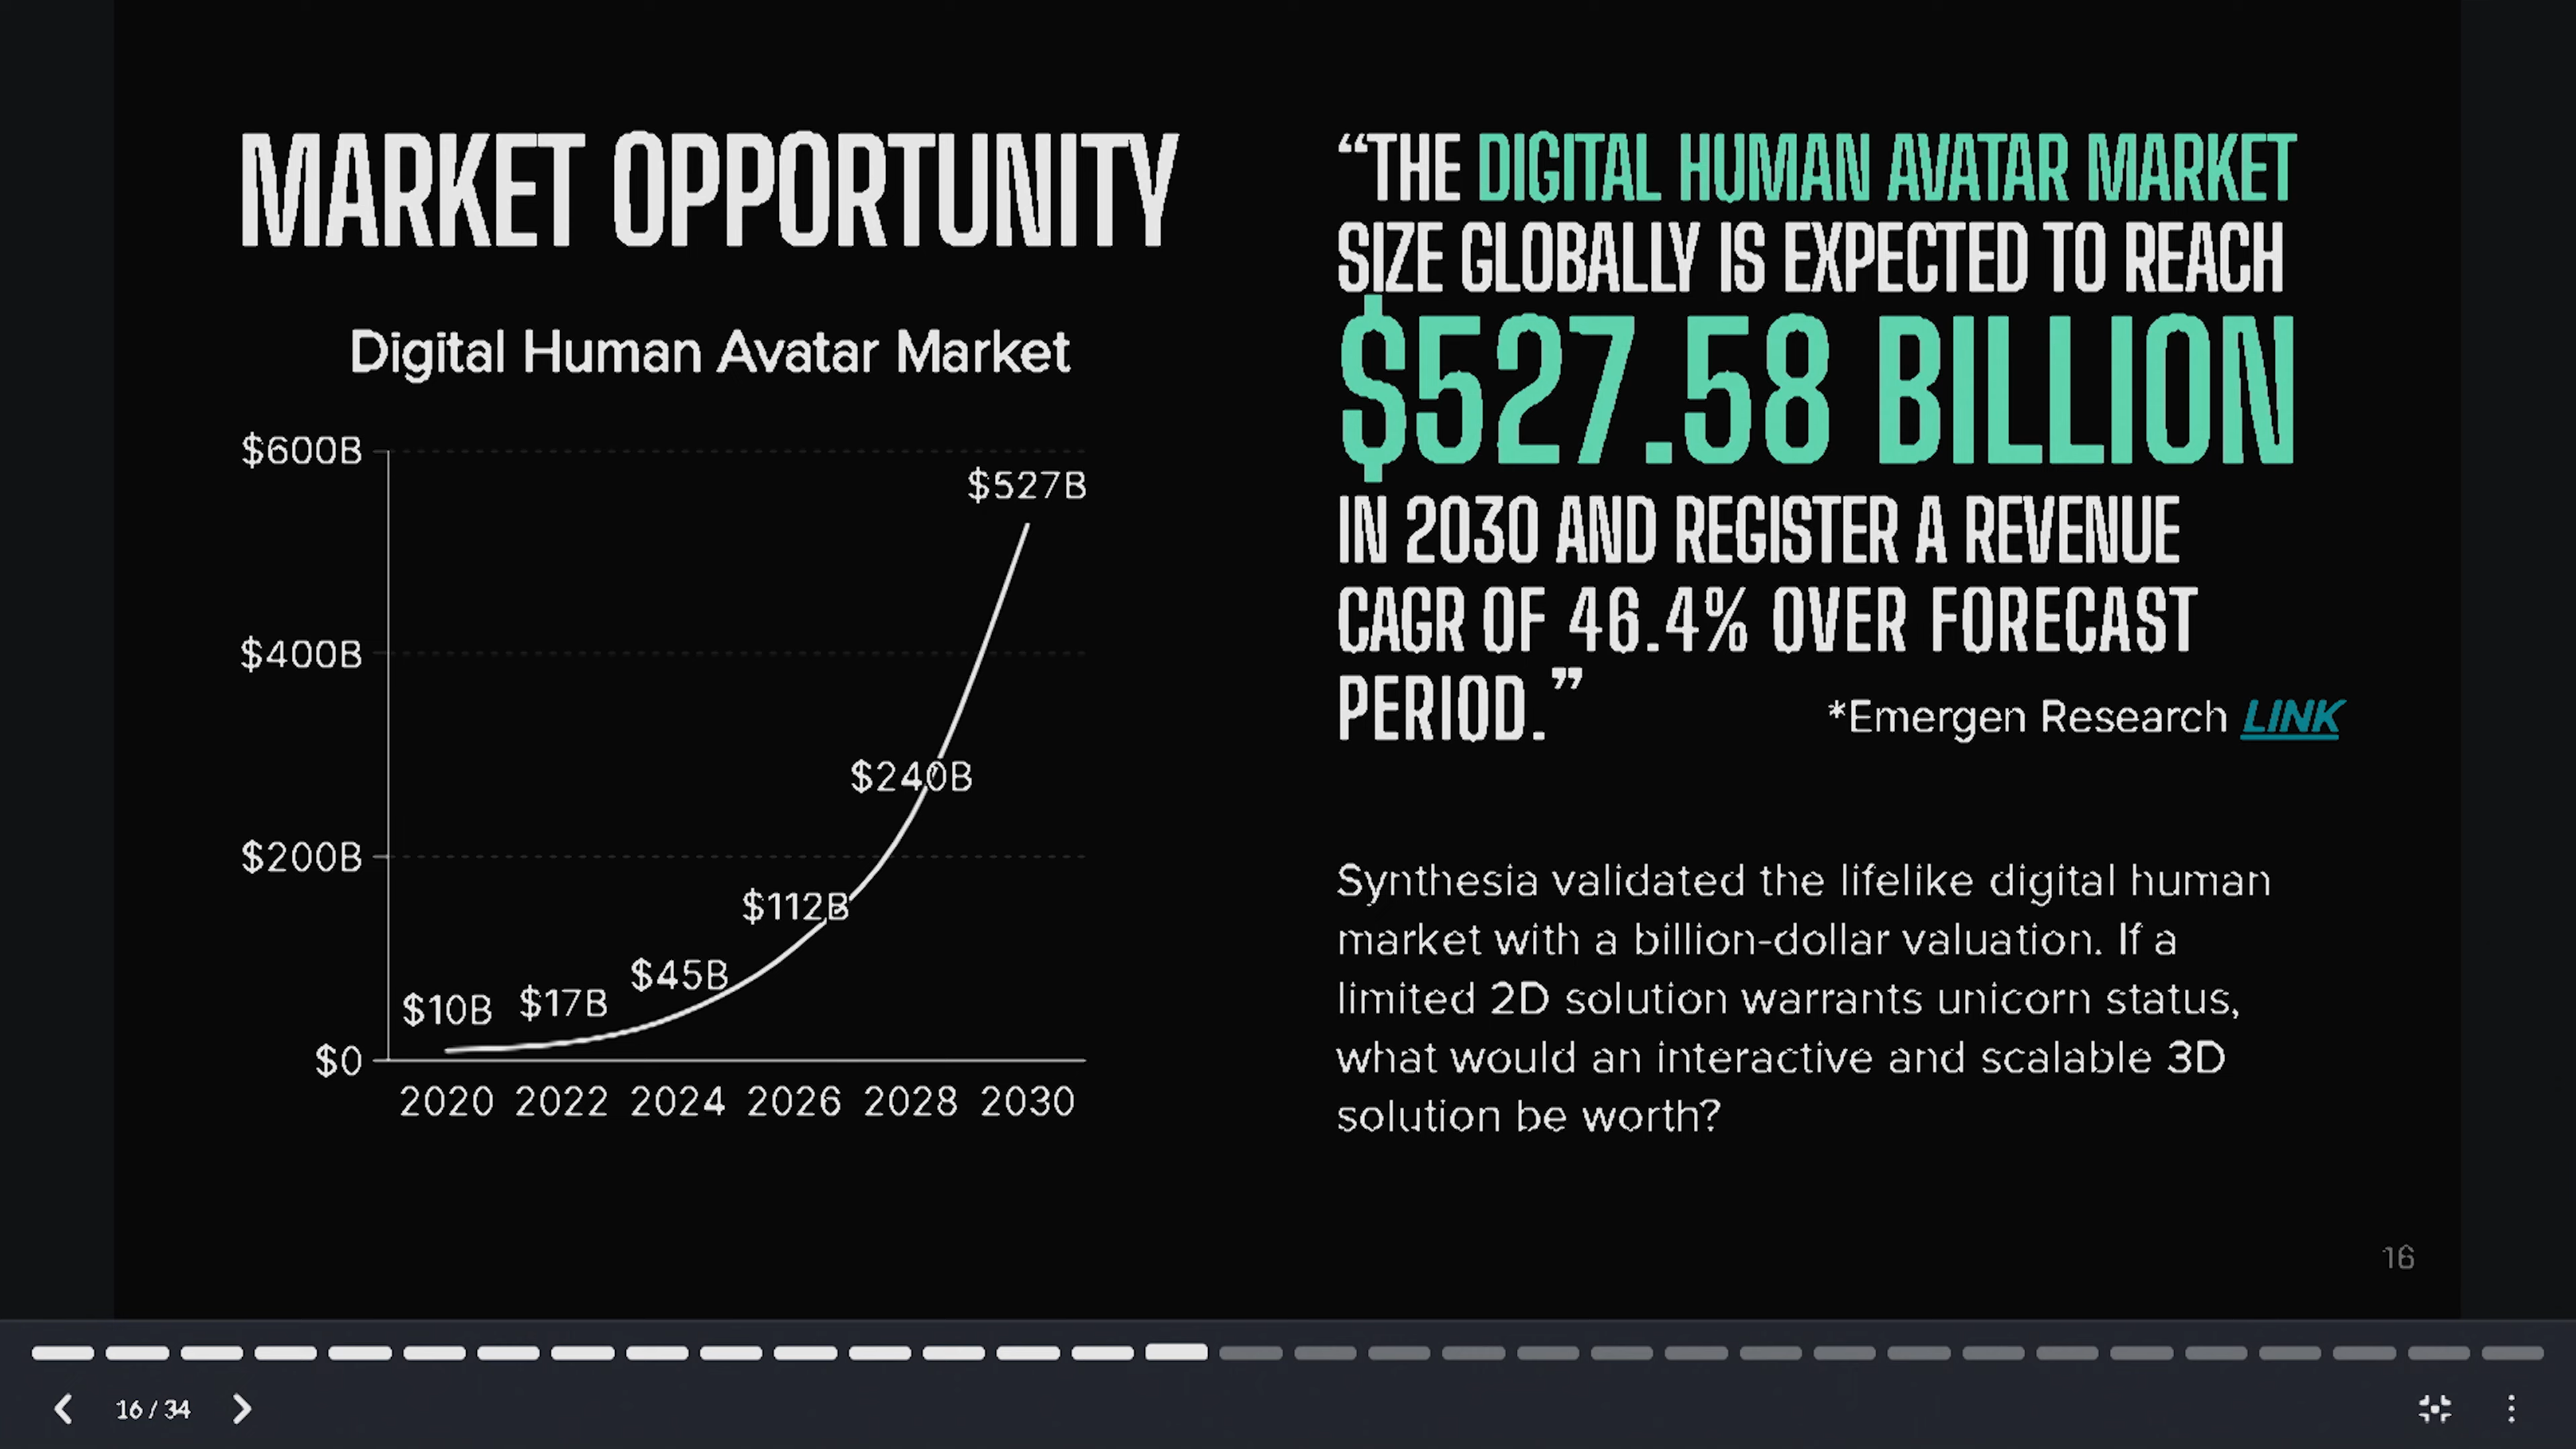 MARKET OPPORTUNITY
Digital Human Avatar Market
$600B
$400B
$200B
$0
$10B
$17B
$45B
$112B
$240B
$527B
2020 2022 2024 2026 2028 2030
“THE DIGITAL HUMAN AVATAR MARKET
SIZE GLOBALLY IS EXPECTED TO REACH
$527.58 BILLION
IN 2030 AND REGISTER A REVENUE
CAGR OF 46.4% OVER FORECAST
PERIOD.”
*Emergen Research LINK
Synthesia validated the lifelike digital human
market with a billion-dollar valuation. If a
limited 2D solution warrants unicorn status,
what would an interactive and scalable 3D
solution be worth?
16
16 / 34